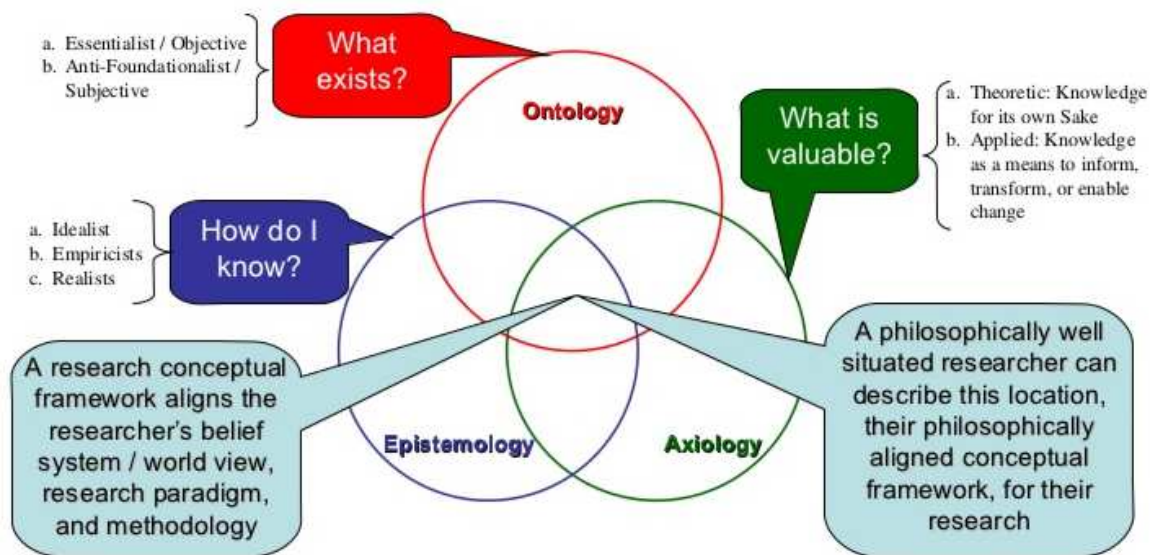 a. Essentialist / Objective
b. Anti-Foundationalist /
Subjective
What
exists?
Ontology
What is
valuable?
a. Theoretic: Knowledge
for its own Sake
b. Applied: Knowledge
as a means to inform,
transform, or enable
change
a. Idealist
b. Empiricists
c. Realists
How do I
know?
A research conceptual
framework aligns the
researcher's belief
system / world view,
research paradigm,
and methodology
Epistemology
Axiology
A philosophically well
situated researcher can
describe this location,
their philosophically
aligned conceptual
framework, for their
research